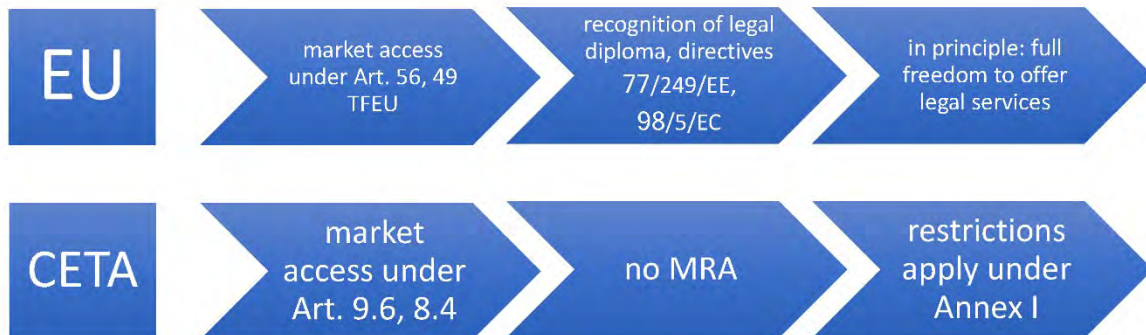 EU
market access
under Art. 56, 49
TFEU
recognition of legal
diploma, directives
77/249/EE,
98/5/EC
in principle: full
freedom to offer
legal services
CETA
market
access under
Art. 9.6, 8.4
no MRA
restrictions
apply under
Annex I